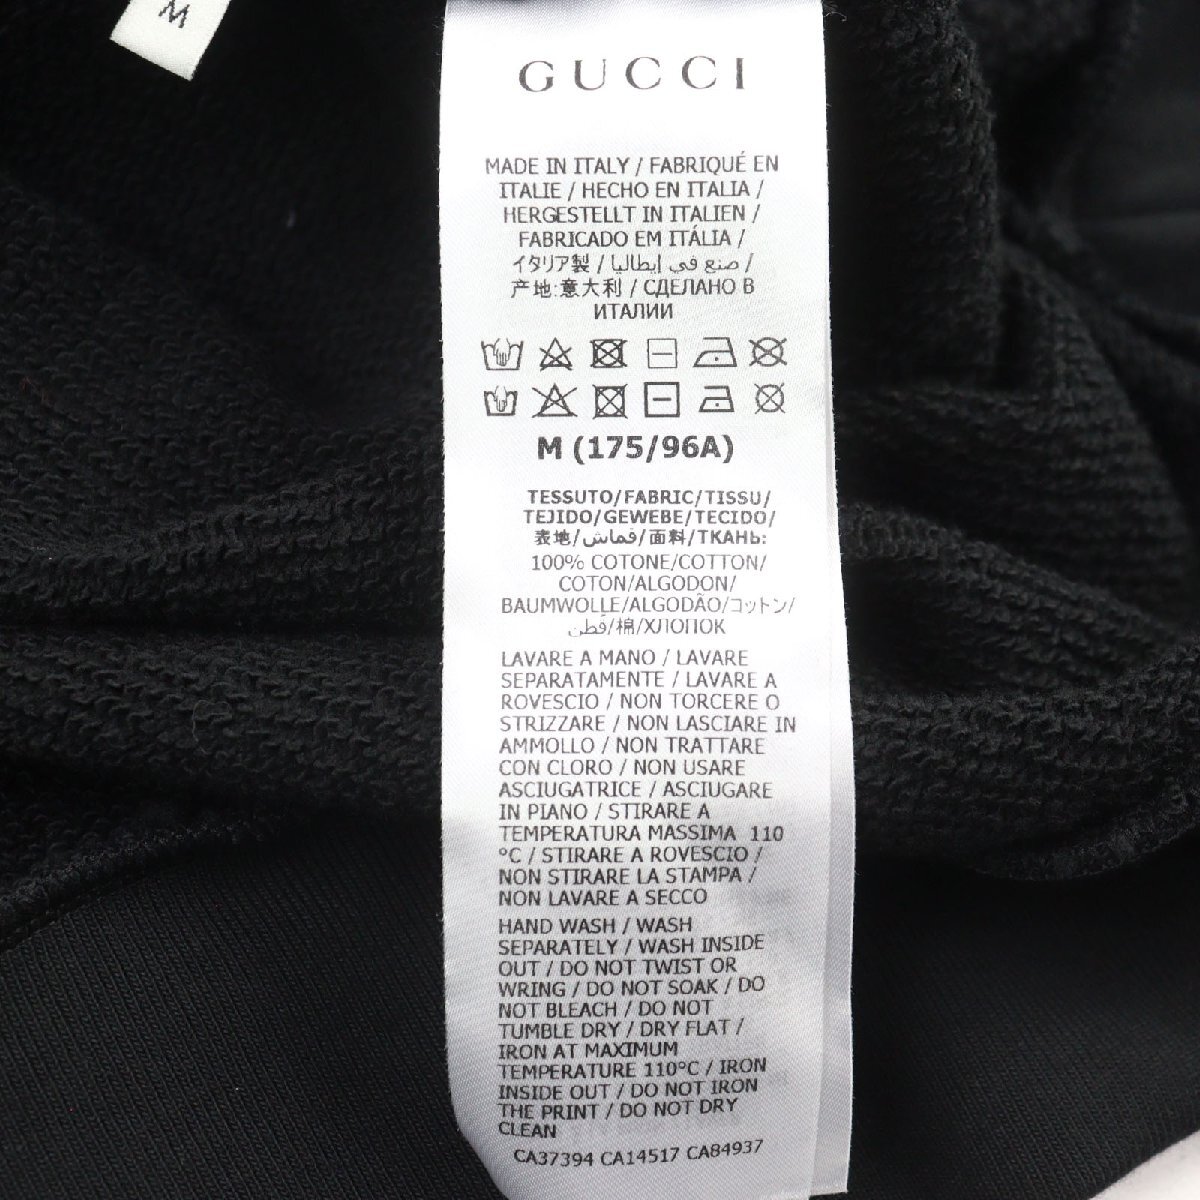 M
GUCCI
MADE IN ITALY / FABRIQUÉ EN
ITALIE / HECHO EN ITALIA /
HERGESTELLT IN ITALIEN /
FABRICADO EM ITÁLIA /
イタリア製 / صنع في إيطاليا /
产地:意大利 / СДЕЛАНО В
ИТАЛИИ
M (175/96A)
TESSUTO/FABRIC/TISSU/
TEJIDO/GEWEBE/TECIDO/
表地/قماش/面料/ТКАНЬ:
100% COTONE/COTTON/
COTON/ALGODON/
BAUMWOLLE/ALGODÃO/コットン/
قطن/棉/ХЛОПОК
LAVARE A MANO / LAVARE
SEPARATAMENTE / LAVARE A
ROVESCIO / NON TORCERE O
STRIZZARE / NON LASCIARE IN
AMMOLLO / NON TRATTARE
CON CLORO / NON USARE
ASCIUGATRICE / ASCIUGARE
IN PIANO / STIRARE A
TEMPERATURA MASSIMA 110
°C / STIRARE A ROVESCIO /
NON STIRARE LA STAMPA /
NON LAVARE A SECCO
HAND WASH / WASH
SEPARATELY / WASH INSIDE
OUT / DO NOT TWIST OR
WRING / DO NOT SOAK / DO
NOT BLEACH / DO NOT
TUMBLE DRY / DRY FLAT /
IRON AT MAXIMUM
TEMPERATURE 110°C / IRON
INSIDE OUT / DO NOT IRON
THE PRINT / DO NOT DRY
CLEAN
CA37394 CA14517 CA84937